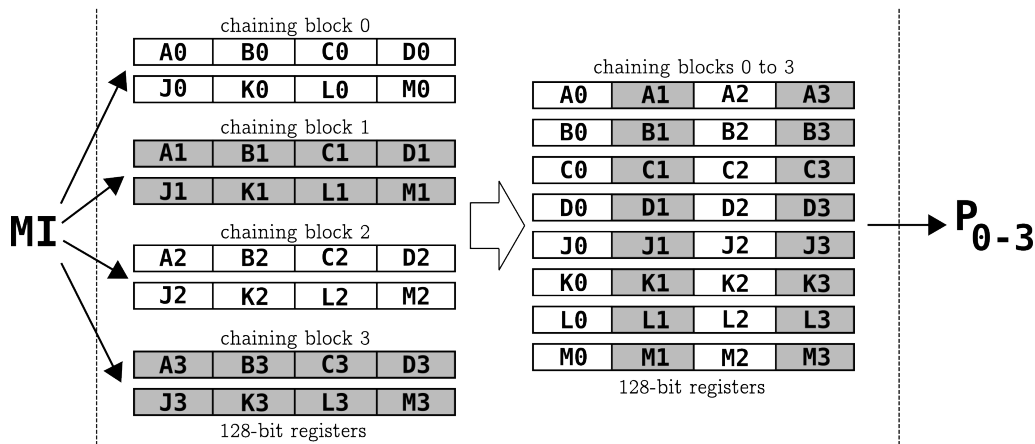 MI
chaining block 0
A0 B0 C0 D0
J0 K0 L0 M0
chaining block 1
A1 B1 C1 D1
J1 K1 L1 M1
chaining block 2
A2 B2 C2 D2
J2 K2 L2 M2
chaining block 3
A3 B3 C3 D3
J3 K3 L3 M3
128-bit registers
chaining blocks 0 to 3
A0 A1 A2 A3
B0 B1 B2 B3
C0 C1 C2 C3
D0 D1 D2 D3
J0 J1 J2 J3
K0 K1 K2 K3
L0 L1 L2 L3
M0 M1 M2 M3
128-bit registers
P0-3